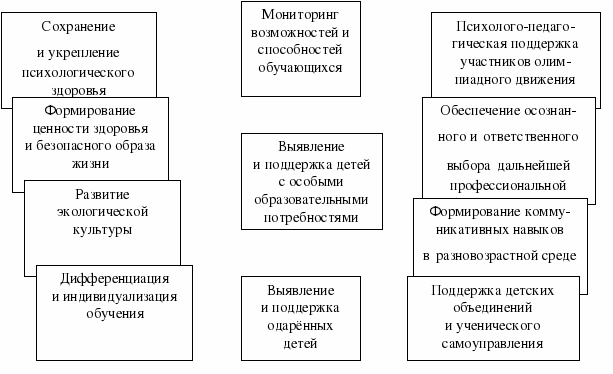 Сохранение
и укрепление
психологического
здоровья
Формирование
ценности здоровья
и безопасного образа
жизни
Развитие
экологической
культуры
Дифференциация
и индивидуализация
обучения
Мониторинг
возможностей и
способностей
обучающихся
Выявление
и поддержка детей
с особыми
образовательными
потребностями
Выявление
и поддержка
одарённых
детей
Психолого-педаго-
гическая поддержка
участников олим-
пиадного движения
Обеспечение осознан-
ного и ответственного
выбора дальнейшей
профессиональной
Формирование комму-
никативных навыков
в разновозрастной среде
Поддержка детских
объединений
и ученического
самоуправления